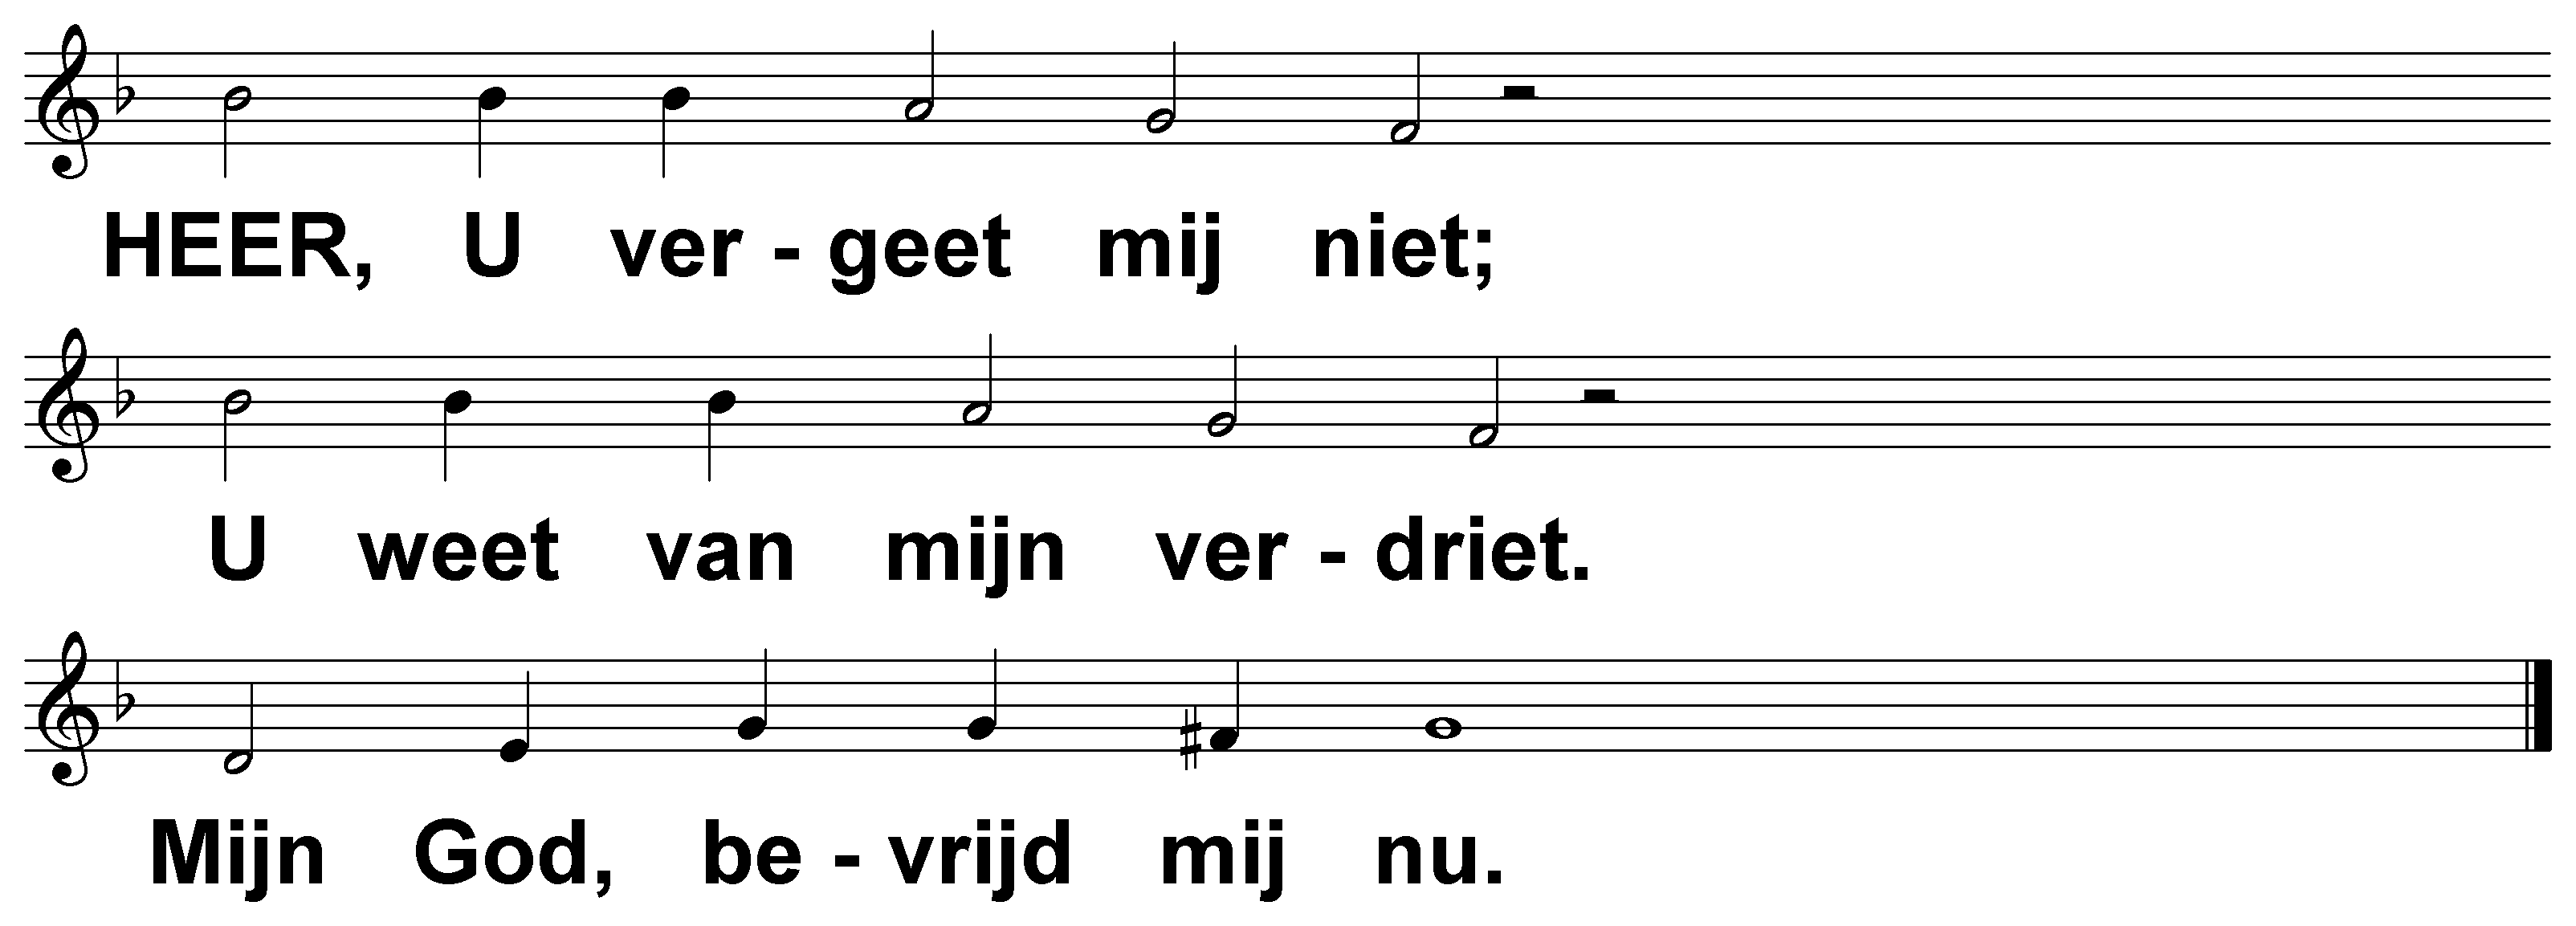 HEER, U ver - geet mij niet;
U weet van mijn ver - driet.
Mijn God, be - vrijd mij nu.